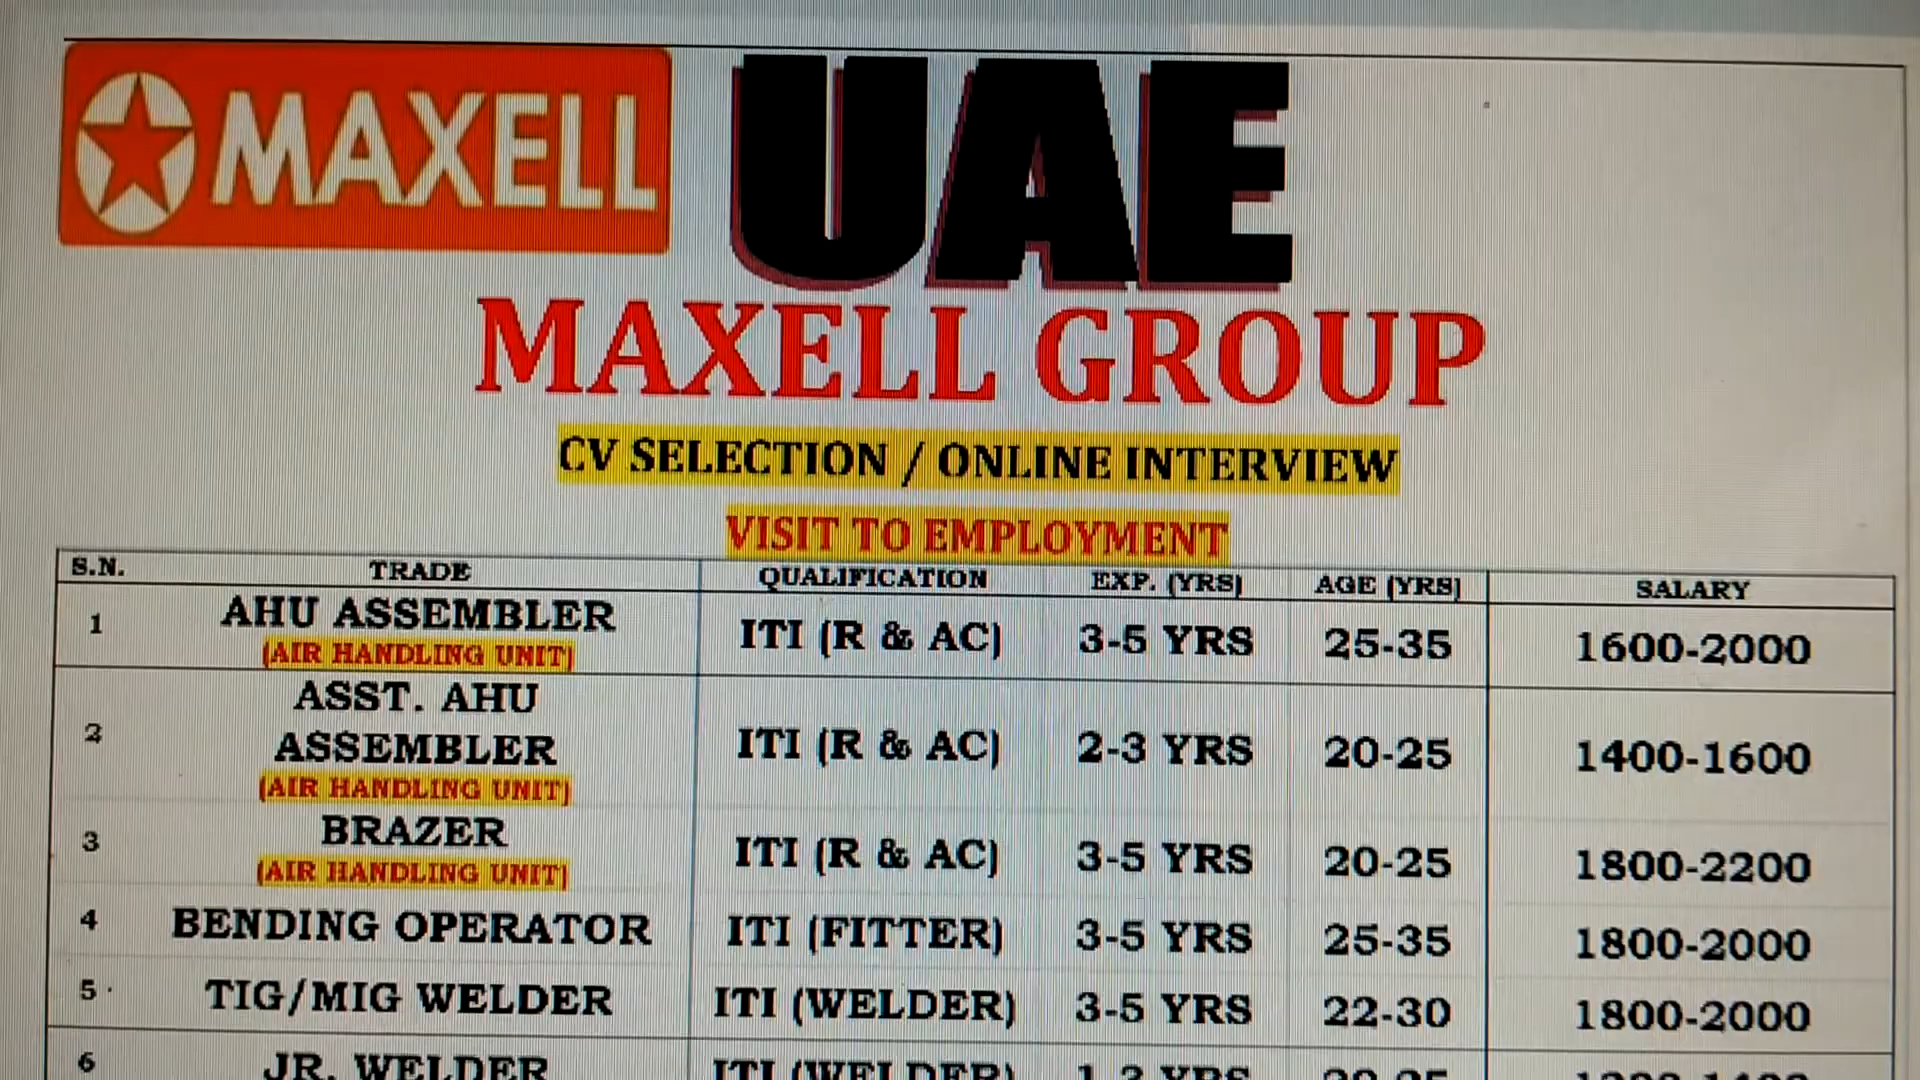 MAXELL
UAE
MAXELL GROUP
CV SELECTION / ONLINE INTERVIEW
VISIT TO EMPLOYMENT
S.N. TRADE QUALIFICATION EXP. (YRS) AGE (YRS) SALARY
1 AHU ASSEMBLER (AIR HANDLING UNIT) ITI (R & AC) 3-5 YRS 25-35 1600-2000
2 ASST. AHU ASSEMBLER (AIR HANDLING UNIT) ITI (R & AC) 2-3 YRS 20-25 1400-1600
3 BRAZER (AIR HANDLING UNIT) ITI (R & AC) 3-5 YRS 20-25 1800-2200
4 BENDING OPERATOR ITI (FITTER) 3-5 YRS 25-35 1800-2000
5 TIG/MIG WELDER ITI (WELDER) 3-5 YRS 22-30 1800-2000
6 JR. WELDER ITI (WELDER) YRS